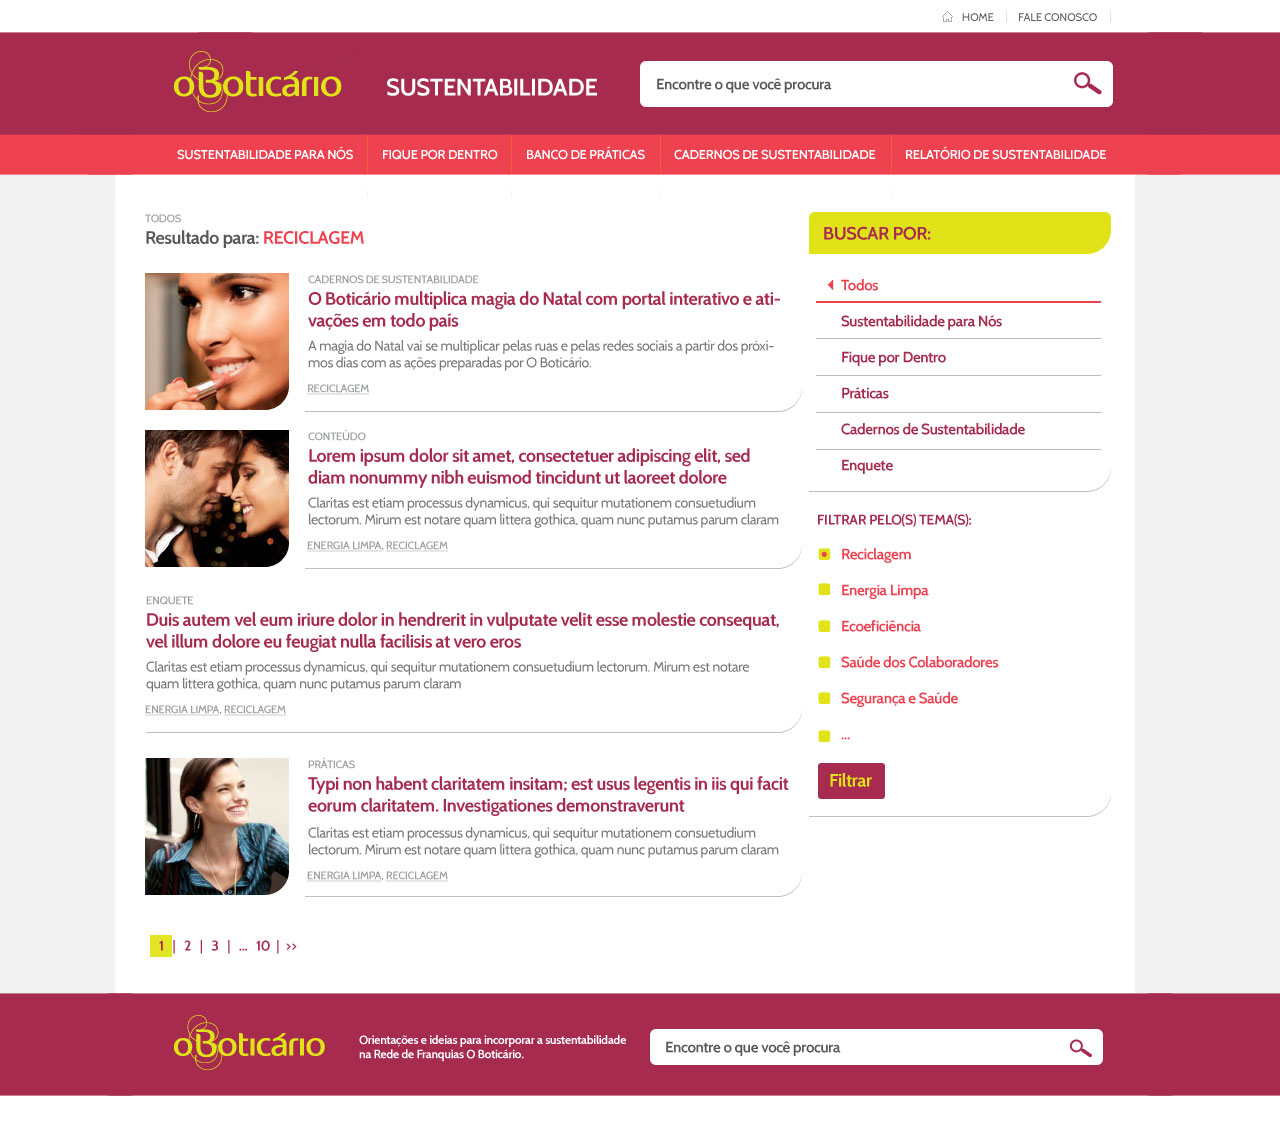 HOME
FALE CONOSCO
oBoticário
SUSTENTABILIDADE
Encontre o que você procura
SUSTENTABILIDADE PARA NÓS
FIQUE POR DENTRO
BANCO DE PRÁTICAS
CADERNOS DE SUSTENTABILIDADE
RELATÓRIO DE SUSTENTABILIDADE
TODOS
Resultado para: RECICLAGEM
CADERNOS DE SUSTENTABILIDADE
O Boticário multiplica magia do Natal com portal interativo e ati-
vações em todo país
A magia do Natal vai se multiplicar pelas ruas e pelas redes sociais a partir dos próxi-
mos dias com as ações preparadas por O Boticário.
RECICLAGEM
CONTEÚDO
Lorem ipsum dolor sit amet, consectetuer adipiscing elit, sed
diam nonummy nibh euismod tincidunt ut laoreet dolore
Claritas est etiam processus dynamicus, qui sequitur mutationem consuetudium
lectorum. Mirum est notare quam littera gothica, quam nunc putamus parum claram
ENERGIA LIMPA, RECICLAGEM
ENQUETE
Duis autem vel eum iriure dolor in hendrerit in vulputate velit esse molestie consequat,
vel illum dolore eu feugiat nulla facilisis at vero eros
Claritas est etiam processus dynamicus, qui sequitur mutationem consuetudium lectorum. Mirum est notare
quam littera gothica, quam nunc putamus parum claram
ENERGIA LIMPA, RECICLAGEM
PRÁTICAS
Typi non habent claritatem insitam; est usus legentis in iis qui facit
eorum claritatem. Investigationes demonstraverunt
Claritas est etiam processus dynamicus, qui sequitur mutationem consuetudium
lectorum. Mirum est notare quam littera gothica, quam nunc putamus parum claram
ENERGIA LIMPA, RECICLAGEM
1 | 2 | 3 | ... 10 | >>
BUSCAR POR:
Todos
Sustentabilidade para Nós
Fique por Dentro
Práticas
Cadernos de Sustentabilidade
Enquete
FILTRAR PELO(S) TEMA(S):
Reciclagem
Energia Limpa
Ecoeficiência
Saúde dos Colaboradores
Segurança e Saúde
...
Filtrar
oBoticário
Orientações e ideias para incorporar a sustentabilidade
na Rede de Franquias O Boticário.
Encontre o que você procura